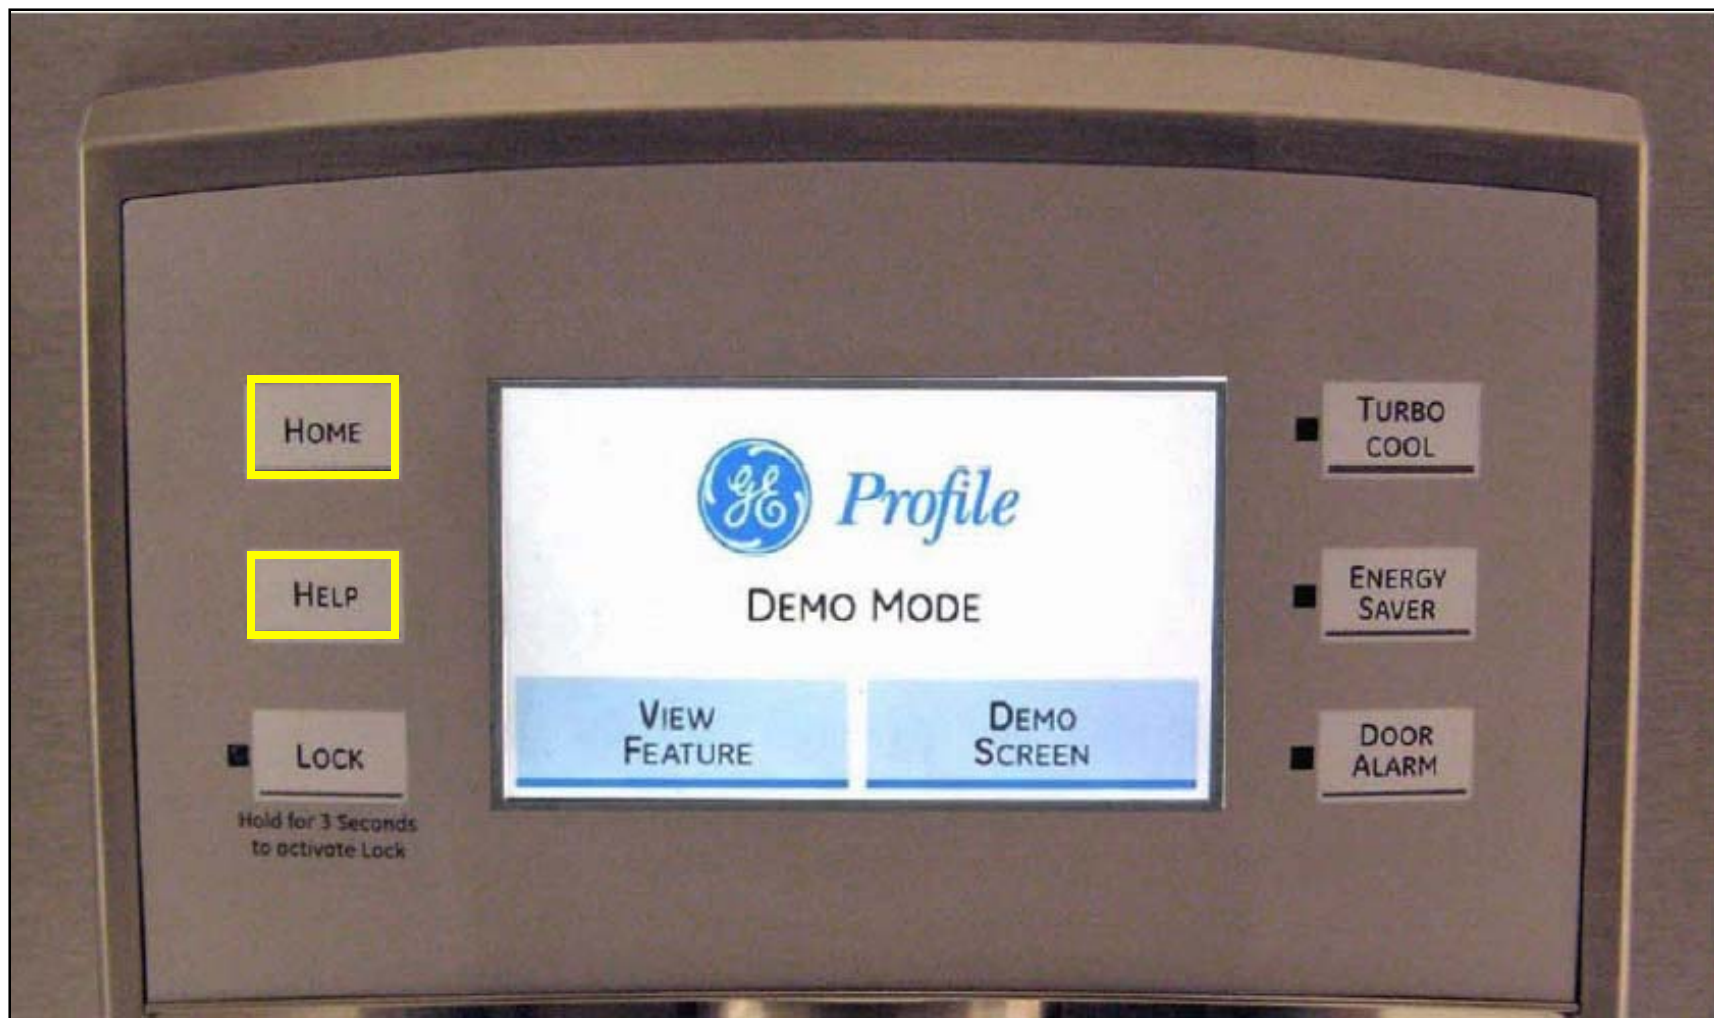 HOME
HELP
LOCK
Hold for 3 Seconds
to activate Lock
GE Profile
DEMO MODE
VIEW
FEATURE
DEMO
SCREEN
TURBO
COOL
ENERGY
SAVER
DOOR
ALARM